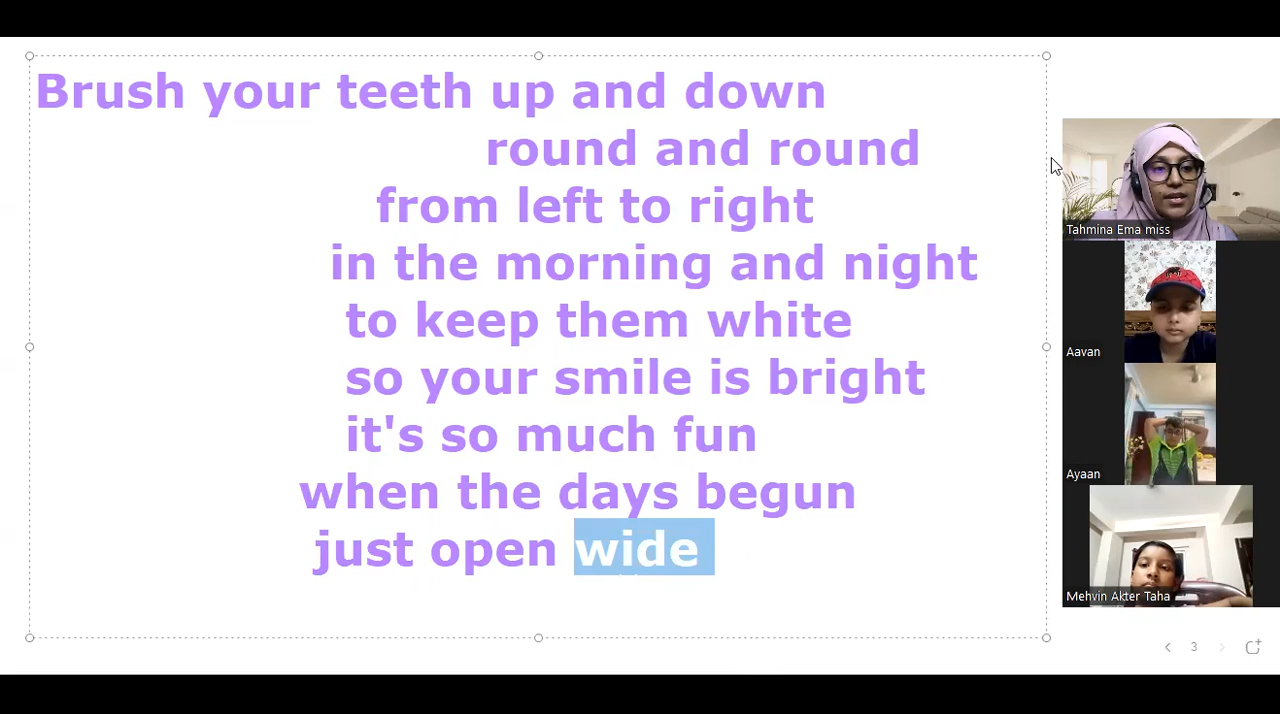 Brush your teeth up and down
round and round
from left to right
in the morning and night
to keep them white
so your smile is bright
it's so much fun
when the days begun
just open wide
Tahmina Ema miss
Aavan
Ayaan
Mehvin Akter Taha
3